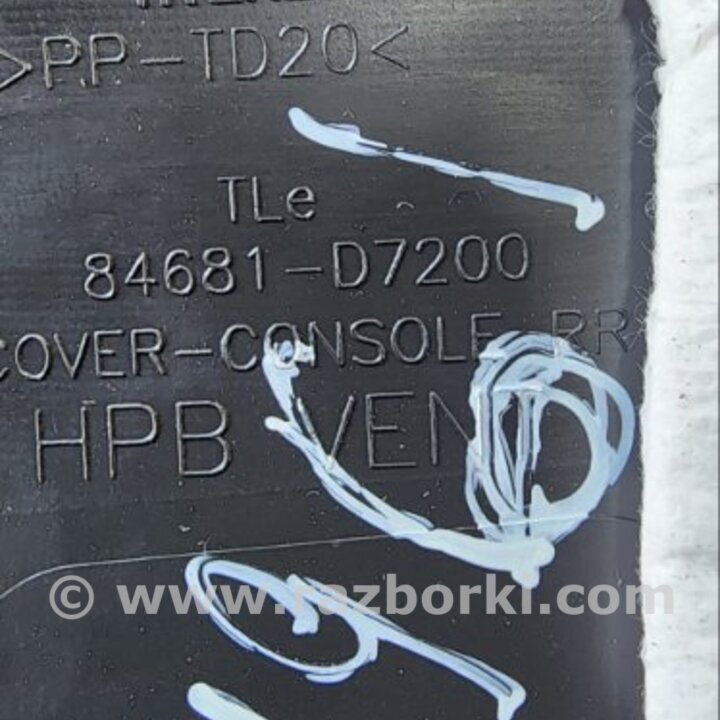 >PP-TD20<
TLe
84681-D7200
COVER-CONSOLE RR
HPB VENT
© www.razborki.com